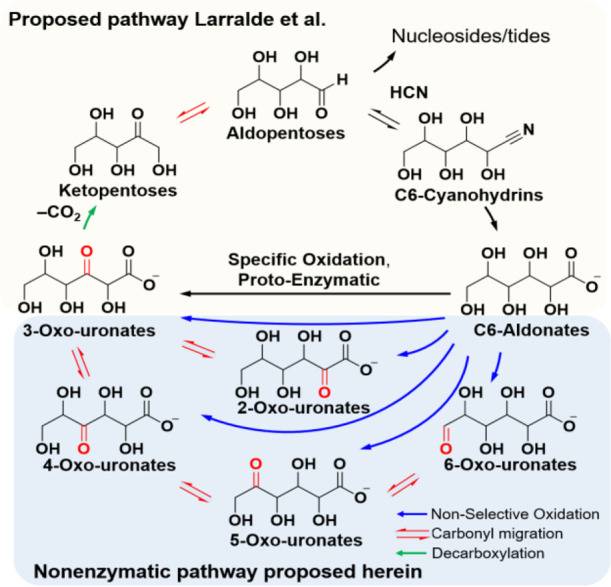 Proposed pathway Larralde et al.
Nucleosides/tides
OH OH
H
OH OH O
Aldopentoses
HCN
OH O
OH OH OH
Ketopentoses
OH OH
N
OH OH OH
C6-Cyanohydrins
–CO2
OH O O
O-
OH OH OH
3-Oxo-uronates
Specific Oxidation,
Proto-Enzymatic
OH OH O
O-
OH OH OH
C6-Aldonates
OH OH O
O-
OH OH O
2-Oxo-uronates
OH OH O
O-
OH O OH
4-Oxo-uronates
OH OH O
O-
O OH OH
6-Oxo-uronates
O OH O
O-
OH OH OH
5-Oxo-uronates
Non-Selective Oxidation
Carbonyl migration
Decarboxylation
Nonenzymatic pathway proposed herein